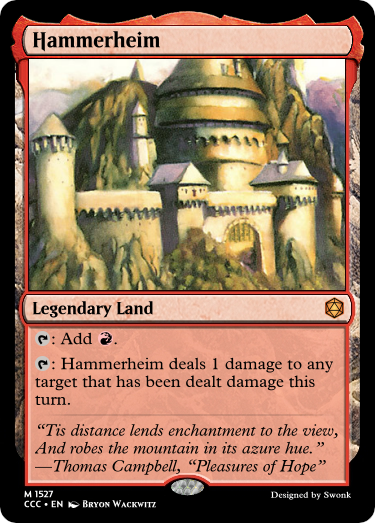 Hammerheim
Legendary Land
: Add .
: Hammerheim deals 1 damage to any
target that has been dealt damage this
turn.
“Tis distance lends enchantment to the view,
And robes the mountain in its azure hue.”
—Thomas Campbell, “Pleasures of Hope”
M 1527
CCC • EN Bryon Wackwitz
Designed by Swonk